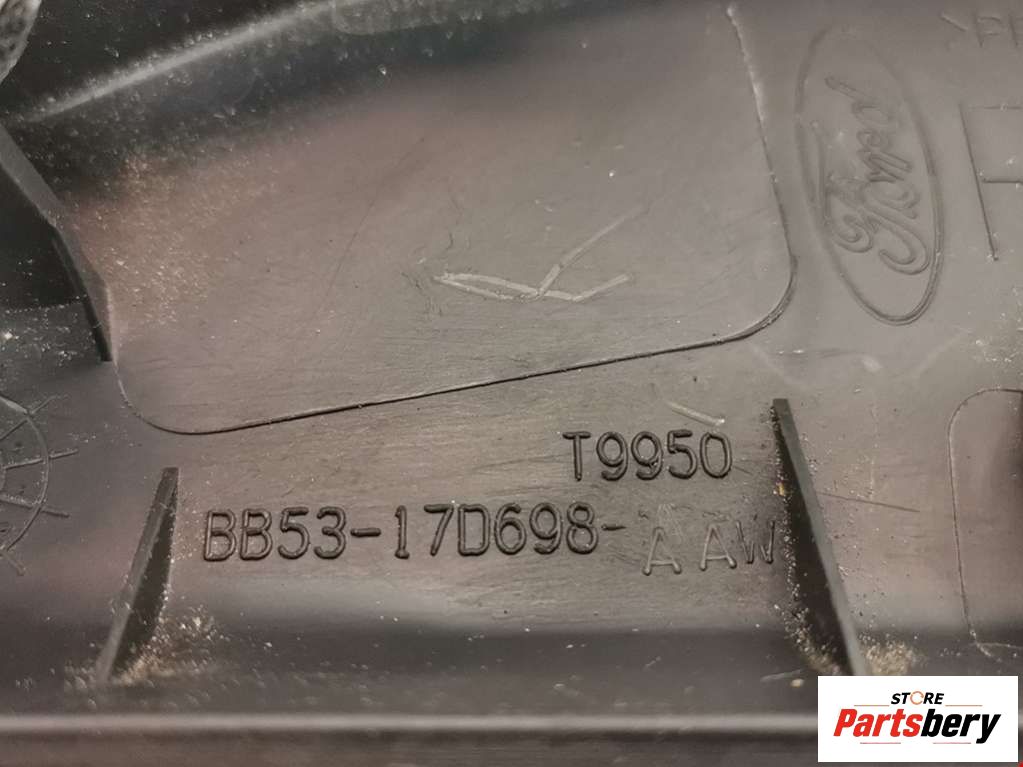 Ford
T9950
BB53-17D698-
A AW
STORE
Partsbery